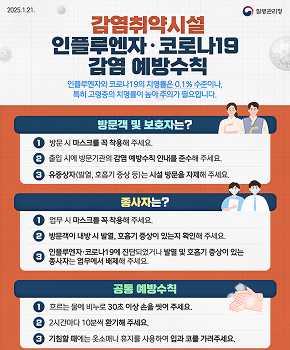 2025.1.21.
질병관리청
감염취약시설
인플루엔자·코로나19
감염 예방수칙
인플루엔자와 코로나19의 치명률은 0.1% 수준이나,
특히 고령층의 치명률이 높아 주의가 필요합니다.
방문객 및 보호자는?
1 방문 시 마스크를 꼭 착용해 주세요.
2 출입 시에 방문기관의 감염 예방수칙 안내를 준수해 주세요.
3 유증상자(발열, 호흡기 증상 등)는 시설 방문을 자제해 주세요.
종사자는?
1 업무 시 마스크를 꼭 착용해 주세요.
2 방문객이 내방 시 발열, 호흡기 증상이 있는지 확인해 주세요.
3 인플루엔자·코로나19에 진단되었거나 발열 및 호흡기 증상이 있는
종사자는 업무에서 배제해 주세요.
공통 예방수칙
1 흐르는 물에 비누로 30초 이상 손을 씻어 주세요.
2 2시간마다 10분씩 환기해 주세요.
3 기침할 때에는 옷소매나 휴지를 사용하여 입과 코를 가려주세요.